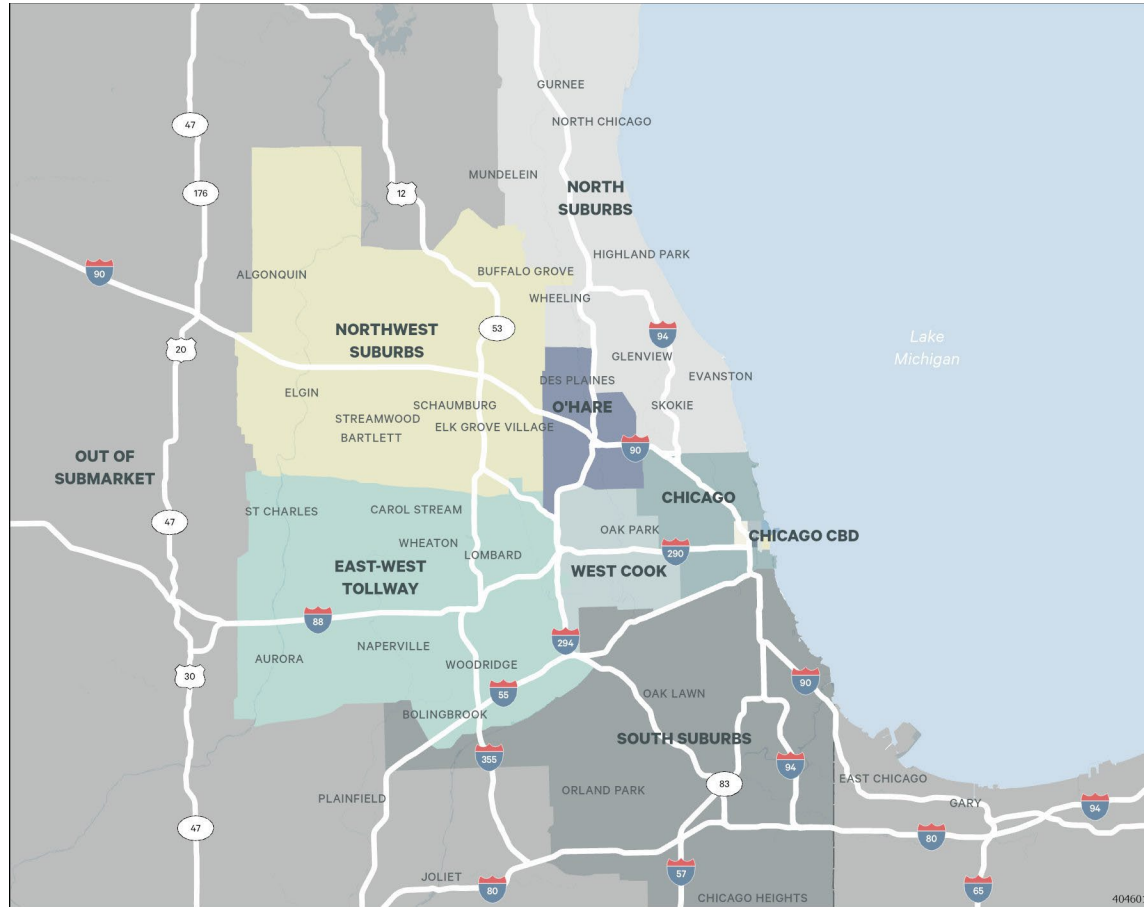 GURNEE
47
NORTH CHICAGO
MUNDELEIN
176
12
NORTH
SUBURBS
HIGHLAND PARK
90
ALGONQUIN
BUFFALO GROVE
WHEELING
NORTHWEST
SUBURBS
53
94
Lake
Michigan
20
GLENVIEW
EVANSTON
DES PLAINES
ELGIN
SCHAUMBURG
O'HARE
SKOKIE
STREAMWOOD
ELK GROVE VILLAGE
BARTLETT
90
OUT OF
SUBMARKET
CHICAGO
ST CHARLES
CAROL STREAM
47
OAK PARK
CHICAGO CBD
WHEATON
LOMBARD
290
EAST-WEST
TOLLWAY
WEST COOK
88
294
NAPERVILLE
AURORA
WOODRIDGE
30
55
90
OAK LAWN
BOLINGBROOK
SOUTH SUBURBS
355
94
83
EAST CHICAGO
ORLAND PARK
PLAINFIELD
GARY
94
47
80
JOLIET
80
57
65
CHICAGO HEIGHTS
404601